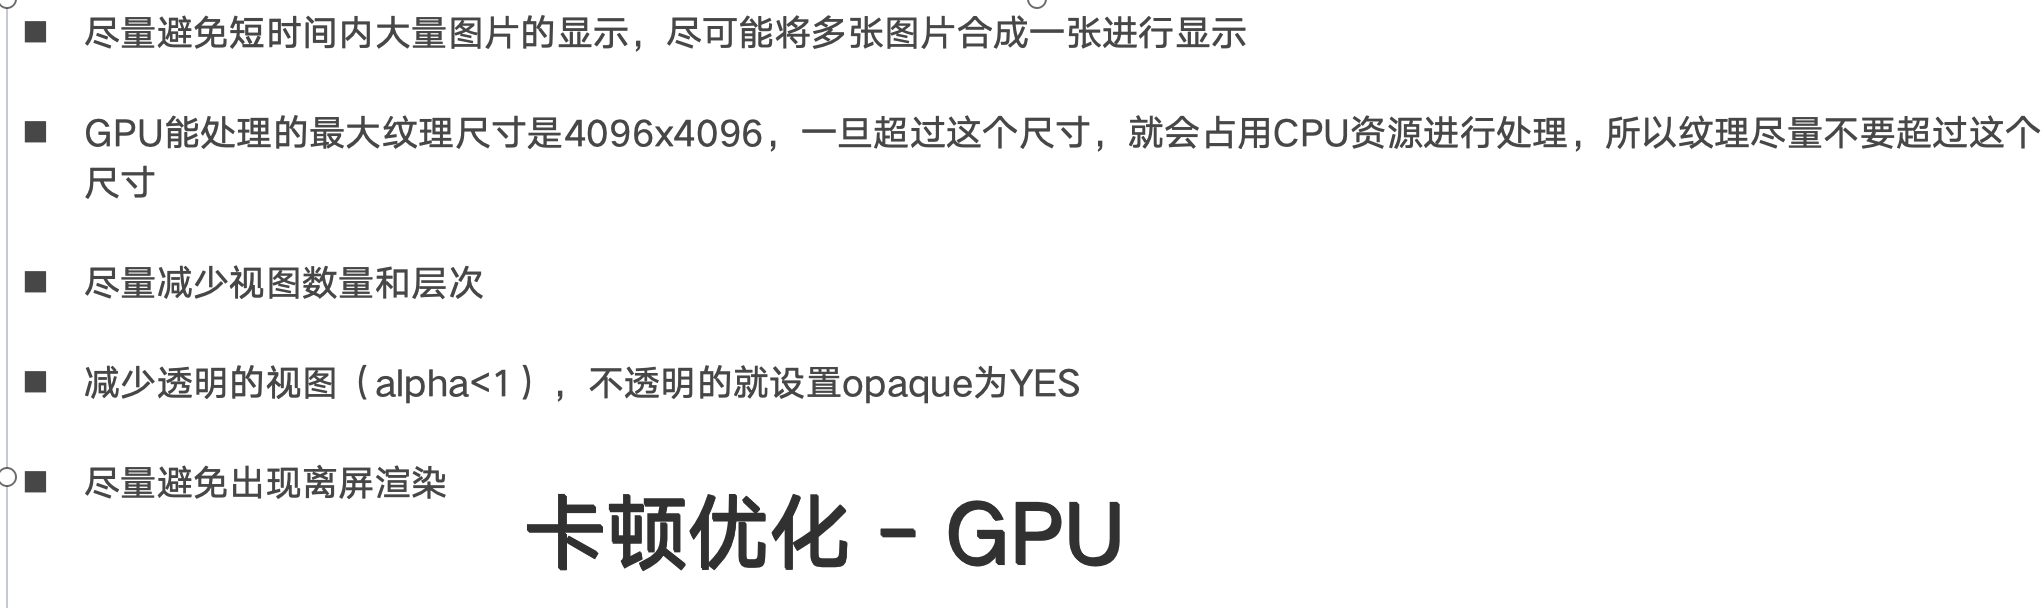 ■ 尽量避免短时间内大量图片的显示，尽可能将多张图片合成一张进行显示
■ GPU能处理的最大纹理尺寸是4096x4096，一旦超过这个尺寸，就会占用CPU资源进行处理，所以纹理尽量不要超过这个
尺寸
■ 尽量减少视图数量和层次
■ 减少透明的视图（alpha<1），不透明的就设置opaque为YES
■ 尽量避免出现离屏渲染
卡顿优化 - GPU